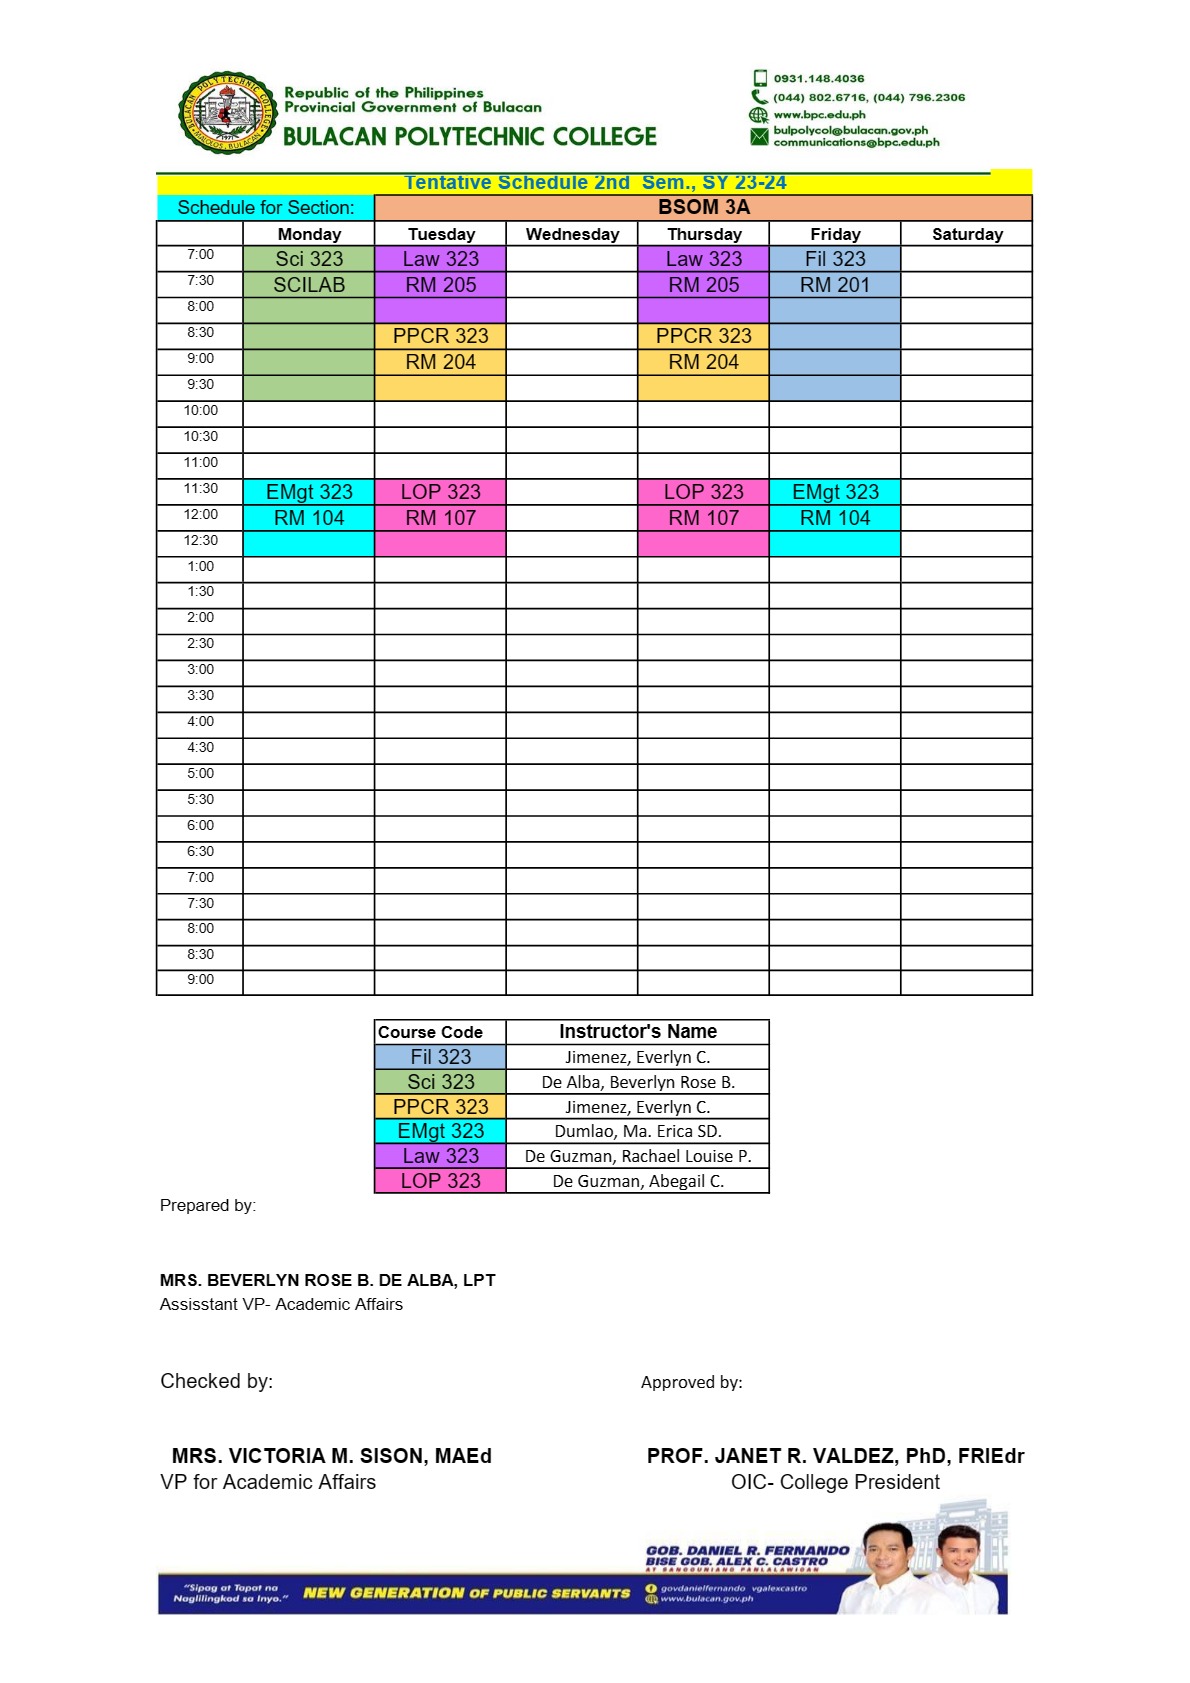 BULACAN POLYTECHNIC COLLEGE
MALOLOS, BULACAN
1971
Republic of the Philippines
Provincial Government of Bulacan
BULACAN POLYTECHNIC COLLEGE
0931.148.4036
(044) 802.6716, (044) 796.2306
www.bpc.edu.ph
bulpolycol@bulacan.gov.ph
communications@bpc.edu.ph
Tentative Schedule 2nd Sem., SY 23-24
Schedule for Section: BSOM 3A
Monday Tuesday Wednesday Thursday Friday Saturday
7:00 Sci 323 Law 323 Law 323 Fil 323
7:30 SCILAB RM 205 RM 205 RM 201
8:00
8:30 PPCR 323 PPCR 323
9:00 RM 204 RM 204
9:30
10:00
10:30
11:00
11:30 EMgt 323 LOP 323 LOP 323 EMgt 323
12:00 RM 104 RM 107 RM 107 RM 104
12:30
1:00
1:30
2:00
2:30
3:00
3:30
4:00
4:30
5:00
5:30
6:00
6:30
7:00
7:30
8:00
8:30
9:00
Course Code Instructor's Name
Fil 323 Jimenez, Everlyn C.
Sci 323 De Alba, Beverlyn Rose B.
PPCR 323 Jimenez, Everlyn C.
EMgt 323 Dumlao, Ma. Erica SD.
Law 323 De Guzman, Rachael Louise P.
LOP 323 De Guzman, Abegail C.
Prepared by:
MRS. BEVERLYN ROSE B. DE ALBA, LPT
Assisstant VP- Academic Affairs
Checked by: Approved by:
MRS. VICTORIA M. SISON, MAEd PROF. JANET R. VALDEZ, PhD, FRIEdr
VP for Academic Affairs OIC- College President
GOB. DANIEL R. FERNANDO
BISE GOB. ALEX C. CASTRO
AT SANGGUNIANG PANLALAWIGAN
"Sipag at Tapat na
Naglilingkod sa Inyo."
NEW GENERATION OF PUBLIC SERVANTS
govdanielfernando vgalexcastro
www.bulacan.gov.ph